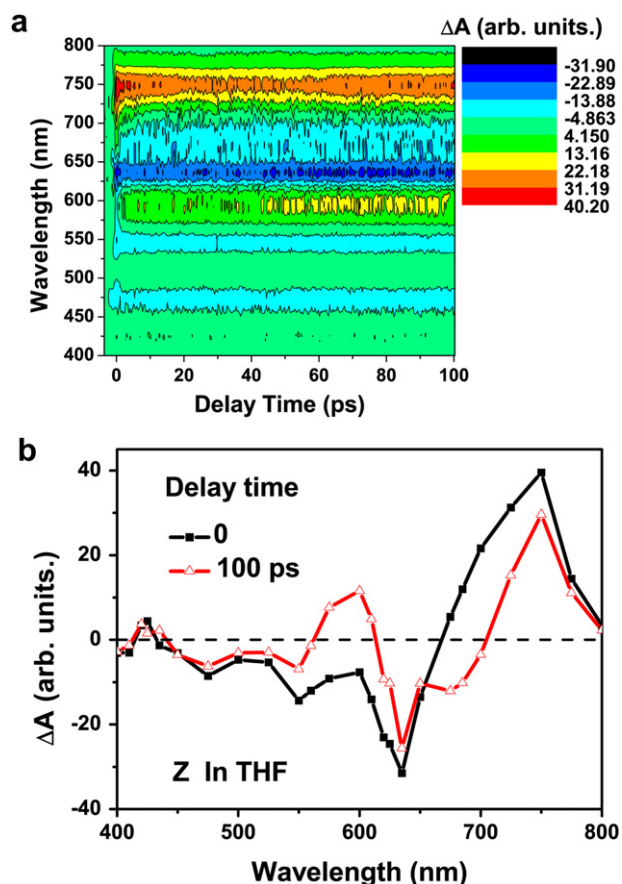 a
ΔA (arb. units.)
800
750
700
650
600
550
500
450
400
Wavelength (nm)
0 20 40 60 80 100
Delay Time (ps)
-31.90
-22.89
-13.88
-4.863
4.150
13.16
22.18
31.19
40.20
b
40
20
0
-20
-40
ΔA (arb. units.)
Delay time
0
100 ps
Z In THF
400 500 600 700 800
Wavelength (nm)